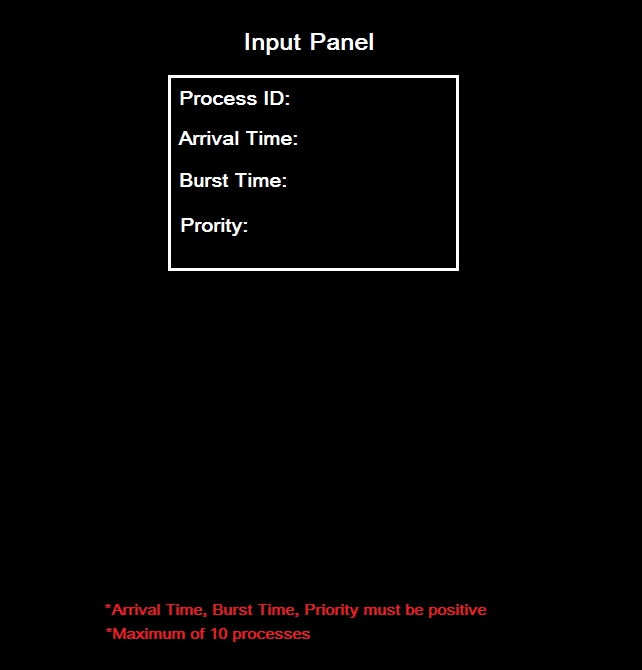 Input Panel
Process ID:
Arrival Time:
Burst Time:
Prority:
*Arrival Time, Burst Time, Priority must be positive
*Maximum of 10 processes